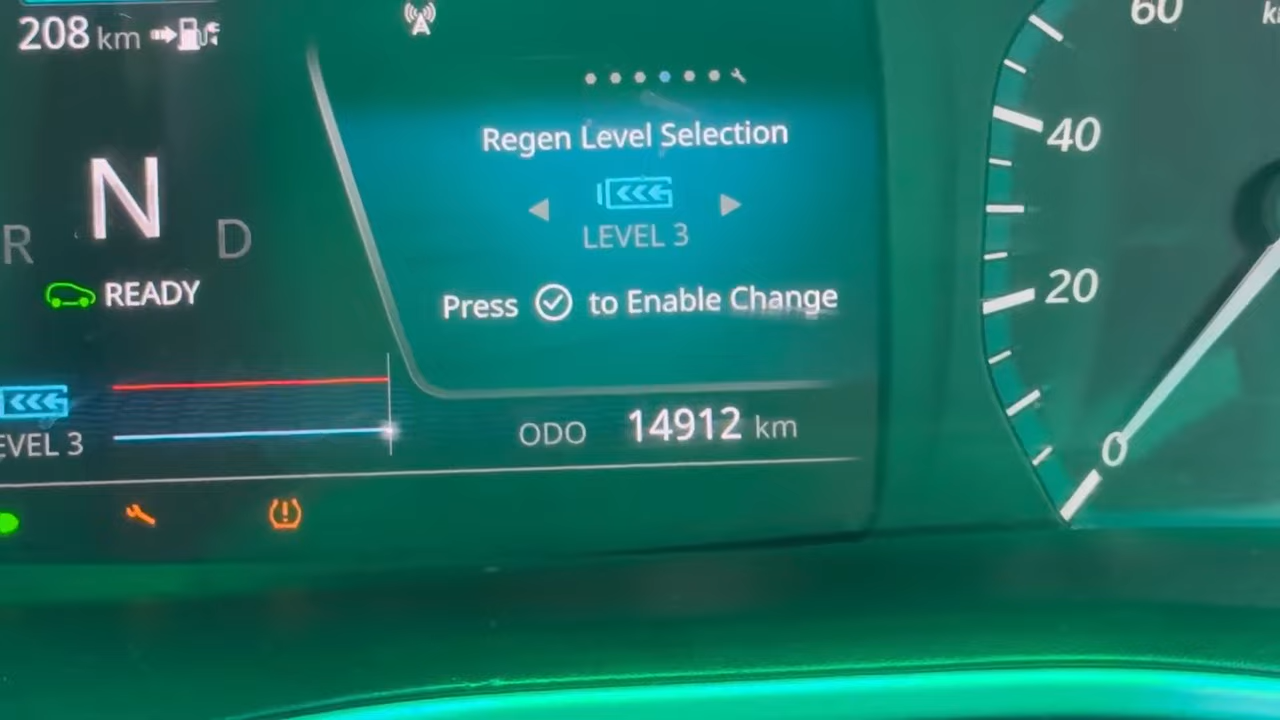 208 km
60
Regen Level Selection
40
N
R D
LEVEL 3
READY
Press to Enable Change
20
LEVEL 3
ODO 14912 km
0